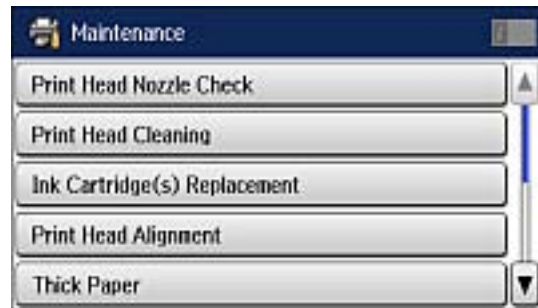 Maintenance
Print Head Nozzle Check
Print Head Cleaning
Ink Cartridge(s) Replacement
Print Head Alignment
Thick Paper